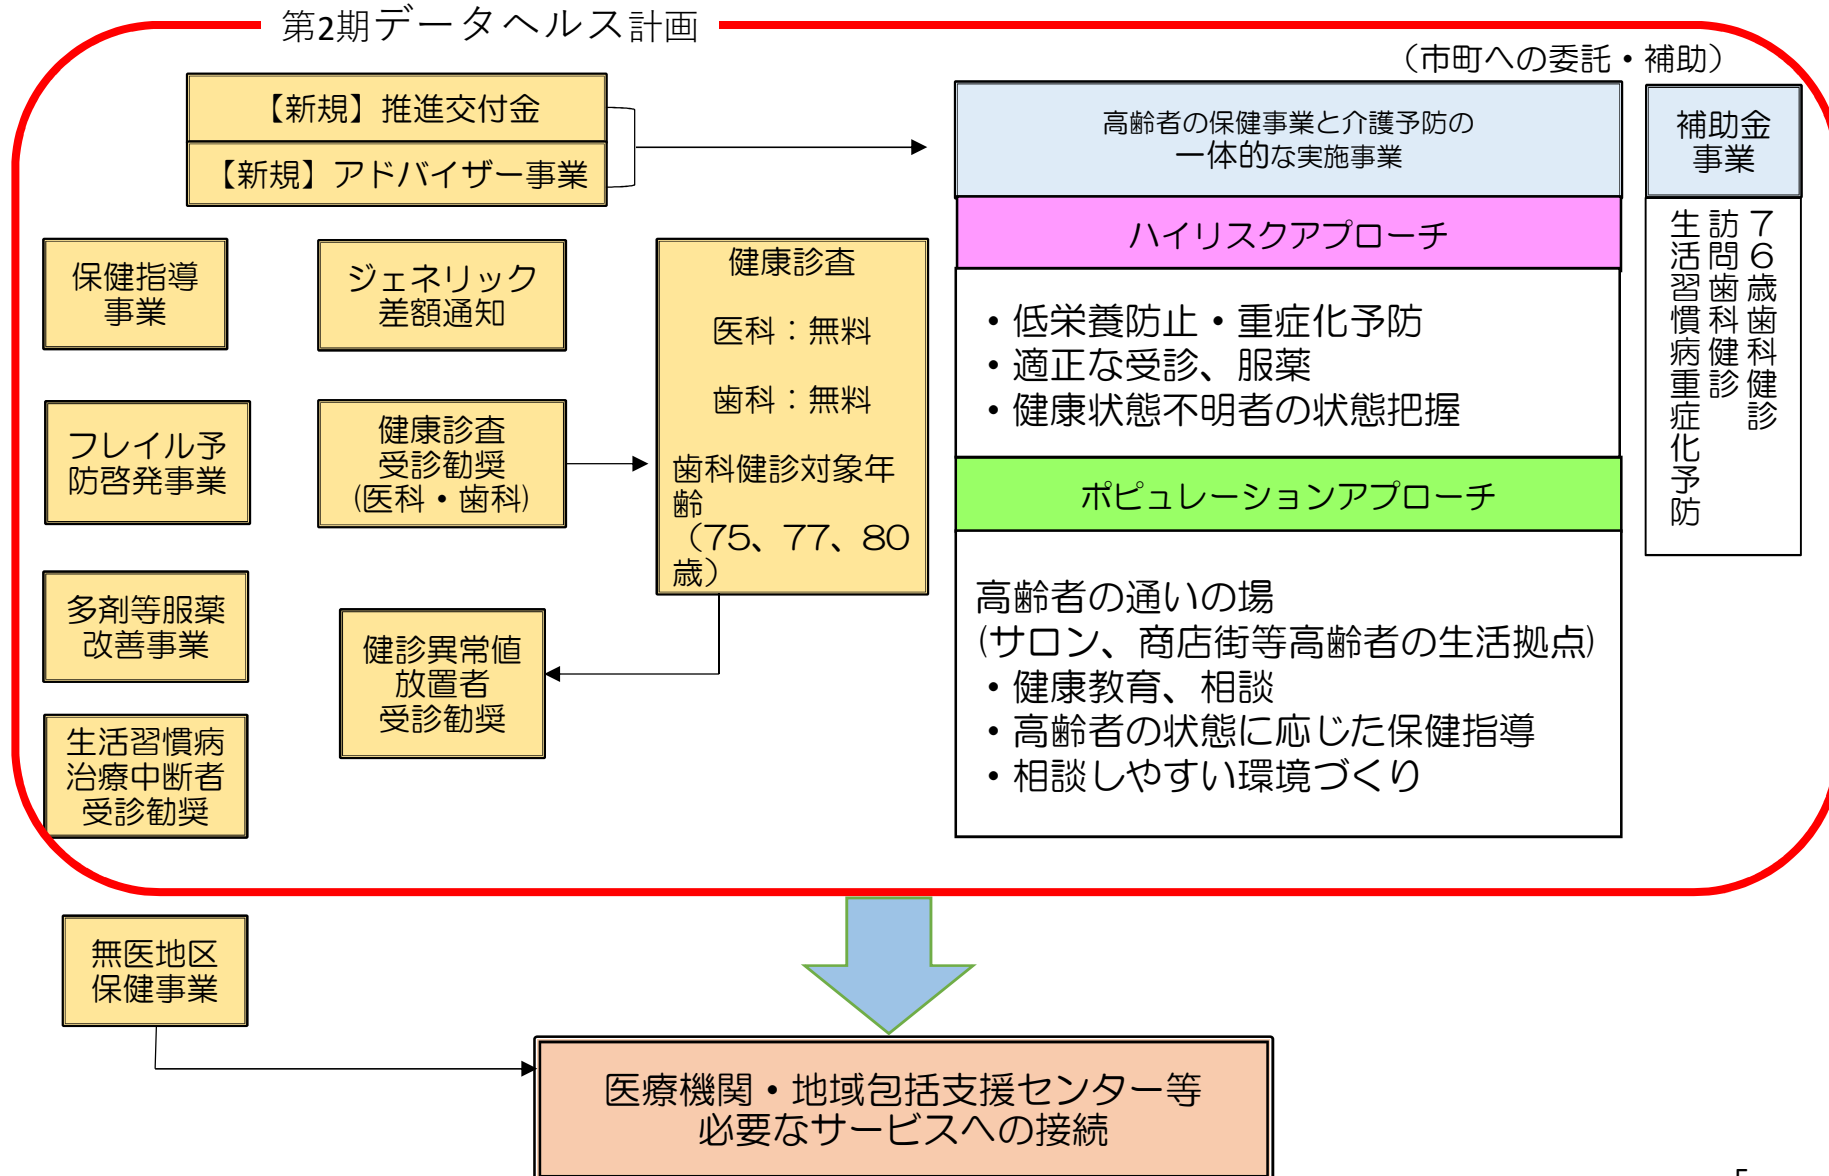 第2期データヘルス計画
（市町への委託・補助）
【新規】推進交付金
【新規】アドバイザー事業
高齢者の保健事業と介護予防の
一体的な実施事業
補助金
事業
７６歳歯科健診
訪問歯科健診
生活習慣病重症化予防
ハイリスクアプローチ
・低栄養防止・重症化予防
・適正な受診、服薬
・健康状態不明者の状態把握
ポピュレーションアプローチ
高齢者の通いの場
(サロン、商店街等高齢者の生活拠点)
・健康教育、相談
・高齢者の状態に応じた保健指導
・相談しやすい環境づくり
保健指導
事業
ジェネリック
差額通知
健康診査
医科：無料
歯科：無料
歯科健診対象年
齢
（75、77、80
歳）
フレイル予
防啓発事業
健康診査
受診勧奨
(医科・歯科)
多剤等服薬
改善事業
健診異常値
放置者
受診勧奨
生活習慣病
治療中断者
受診勧奨
無医地区
保健事業
医療機関・地域包括支援センター等
必要なサービスへの接続